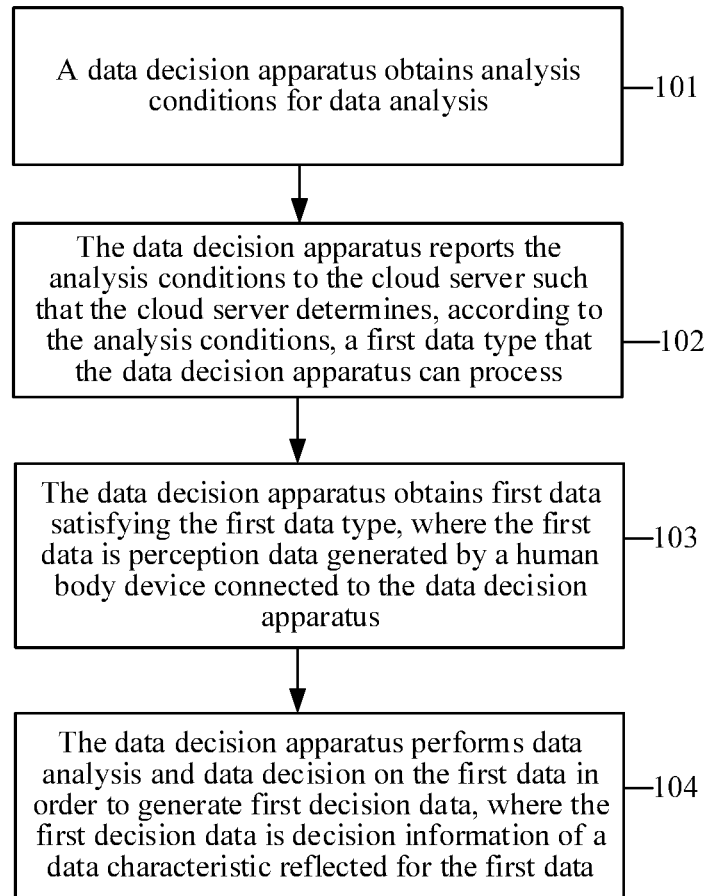 A data decision apparatus obtains analysis
conditions for data analysis
101
The data decision apparatus reports the
analysis conditions to the cloud server such
that the cloud server determines, according to
the analysis conditions, a first data type that
the data decision apparatus can process
102
The data decision apparatus obtains first data
satisfying the first data type, where the first
data is perception data generated by a human
body device connected to the data decision
apparatus
103
The data decision apparatus performs data
analysis and data decision on the first data in
order to generate first decision data, where the
first decision data is decision information of a
data characteristic reflected for the first data
104